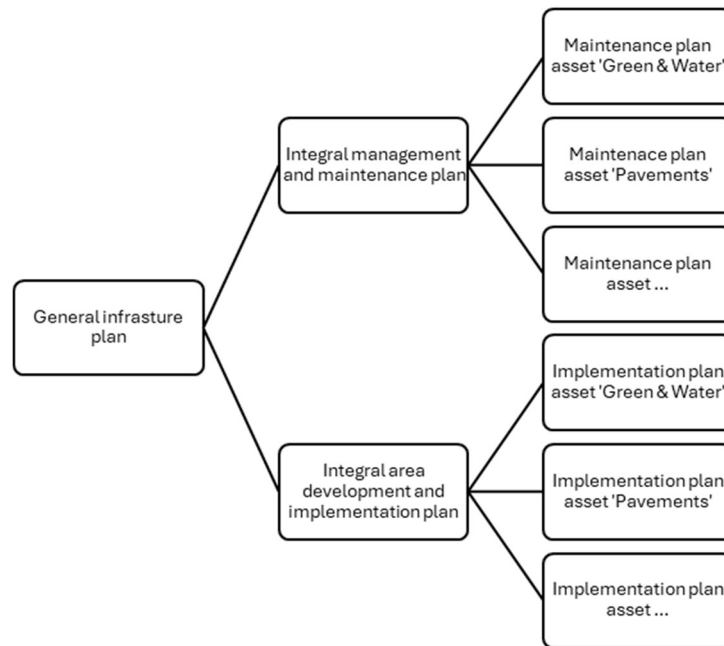 Maintenance plan
asset 'Green & Water'
Integral management
and maintenance plan
Maintenace plan
asset 'Pavements'
Maintenance plan
asset ...
General infrasture
plan
Implementation plan
asset 'Green & Water'
Integral area
development and
implementation plan
Implementation plan
asset 'Pavements'
Implementation plan
asset ...